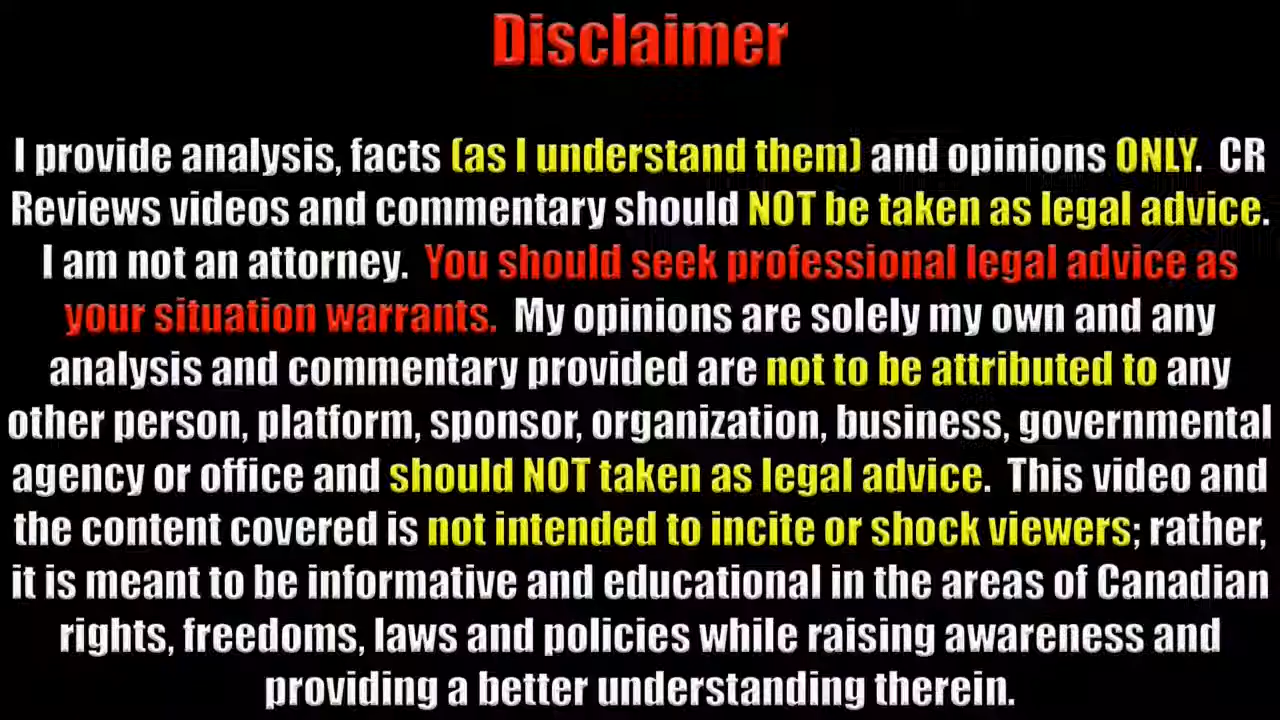 Disclaimer
I provide analysis, facts (as I understand them) and opinions ONLY. CR
Reviews videos and commentary should NOT be taken as legal advice.
I am not an attorney. You should seek professional legal advice as
your situation warrants. My opinions are solely my own and any
analysis and commentary provided are not to be attributed to any
other person, platform, sponsor, organization, business, governmental
agency or office and should NOT taken as legal advice. This video and
the content covered is not intended to incite or shock viewers; rather,
it is meant to be informative and educational in the areas of Canadian
rights, freedoms, laws and policies while raising awareness and
providing a better understanding therein.